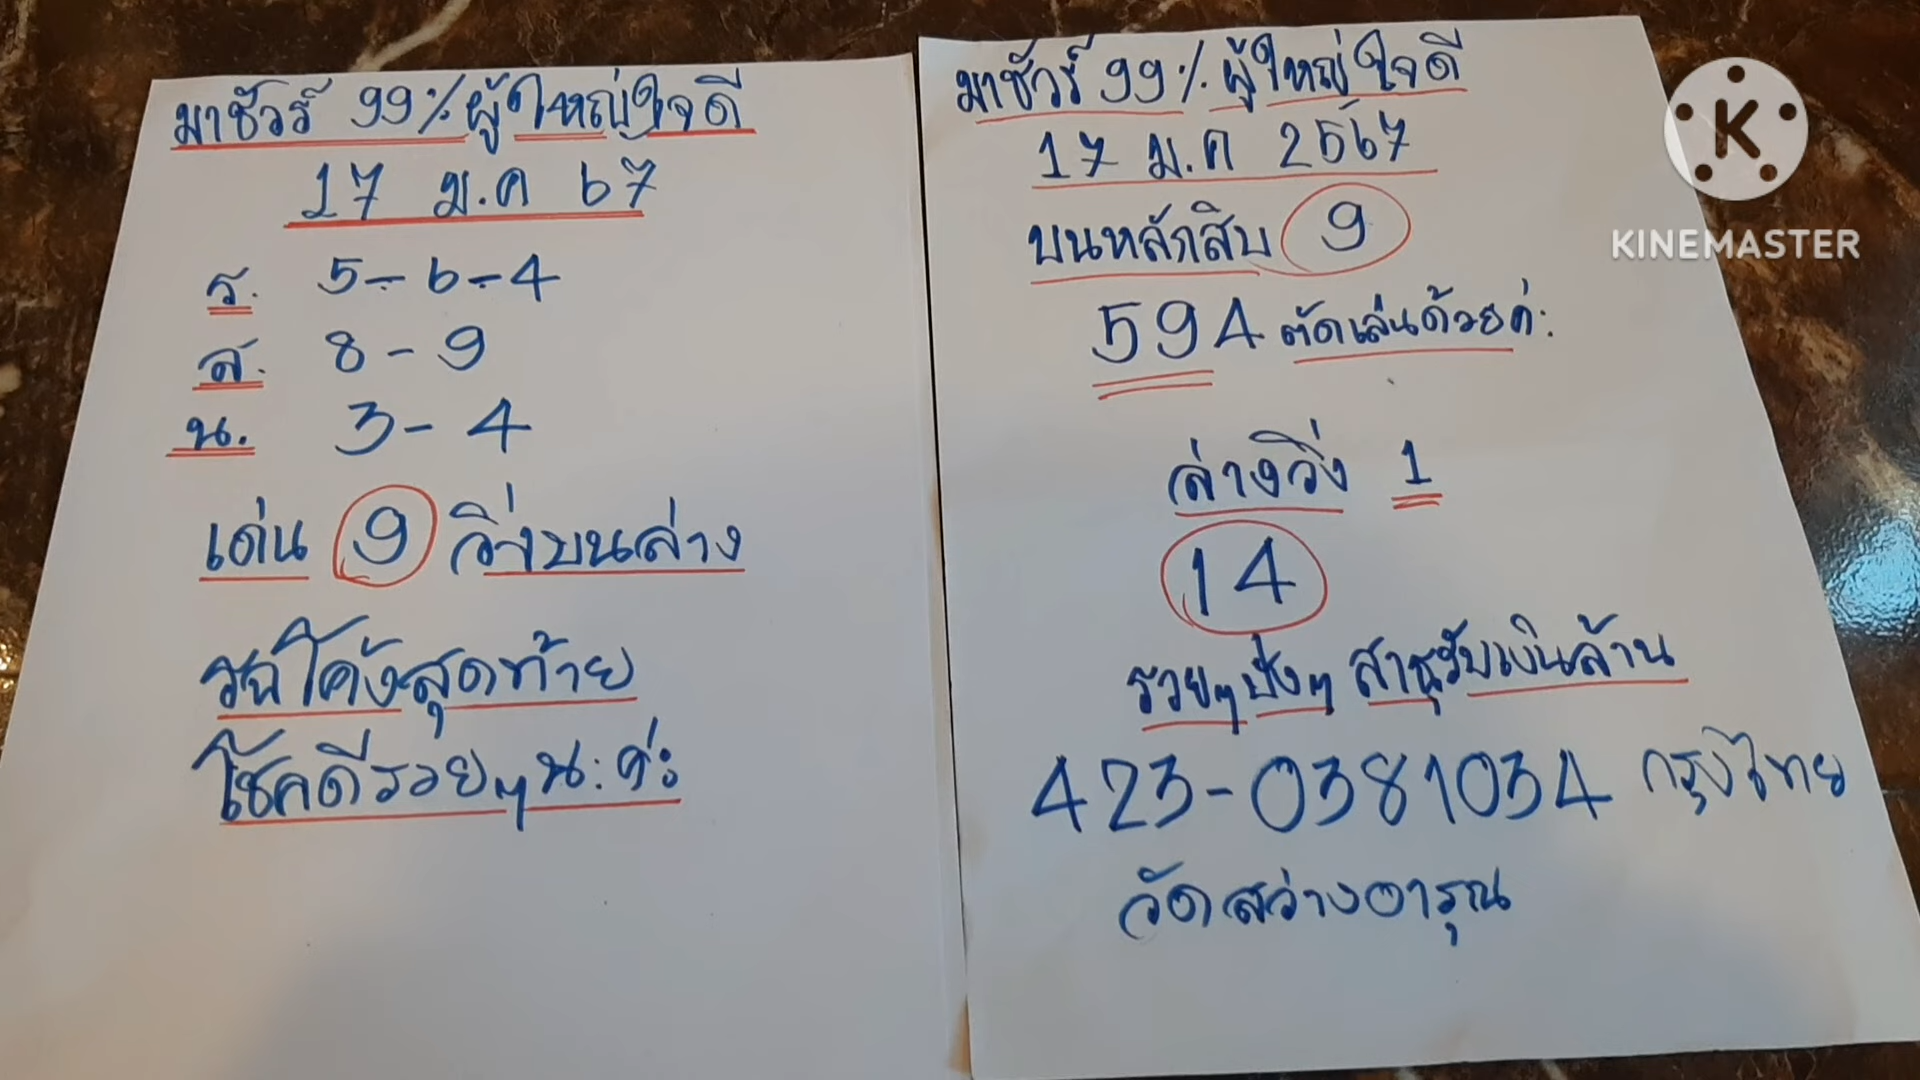 มาชัวร์ 99% ผู้ใหญ่ใจดี
17 ม.ค 67
ร. 5-6-4
ส. 8-9
น. 3-4
เด่น 9 วิ่งบนล่าง
รถโค้งสุดท้าย
โชคดีรวยๆนะค่ะ
มาชัวร์ 99% ผู้ใหญ่ใจดี
17 ม.ค 2567
บนหลักสิบ 9
594 ตัดเล่นด้วยค่ะ
ล่างวิ่ง 1
14
รวยๆปังๆ สาธุรับเงินล้าน
423-0381034 กรุงไทย
วัดสว่างอารุณ
K
KINEMASTER